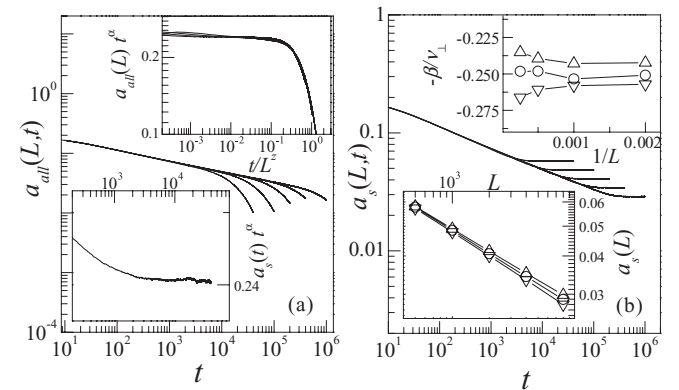 a_all(L,t)
10^0
10^-4
10^1 10^2 10^3 10^4 10^5 10^6
t
(a)
a_all(L) t^α
0.2
0.1
10^-3 10^-2 10^-1 10^0
t/L^z
10^3 10^4
a_s(t) t^α
0.24
a_s(L,t)
1
0.1
0.01
10^1 10^2 10^3 10^4 10^5 10^6
t
(b)
-β/ν_⊥
-0.225
-0.250
-0.275
0.001 0.002
1/L
10^3 L
a_s(L)
0.06
0.05
0.04
0.03